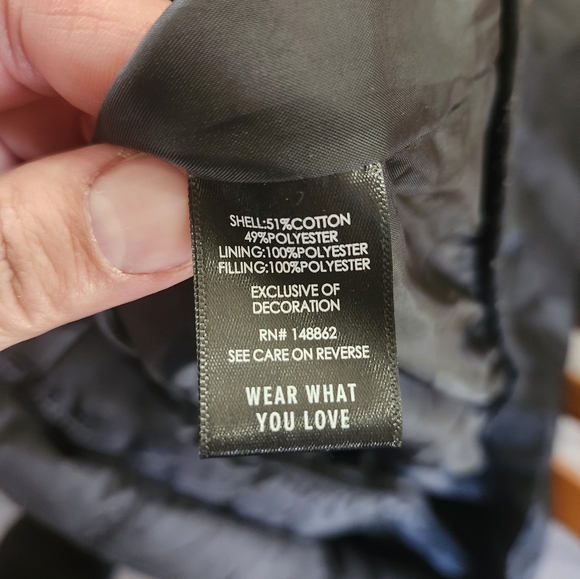 SHELL:51%COTTON
49%POLYESTER
LINING:100%POLYESTER
FILLING:100%POLYESTER
EXCLUSIVE OF
DECORATION
RN# 148862
SEE CARE ON REVERSE
WEAR WHAT
YOU LOVE